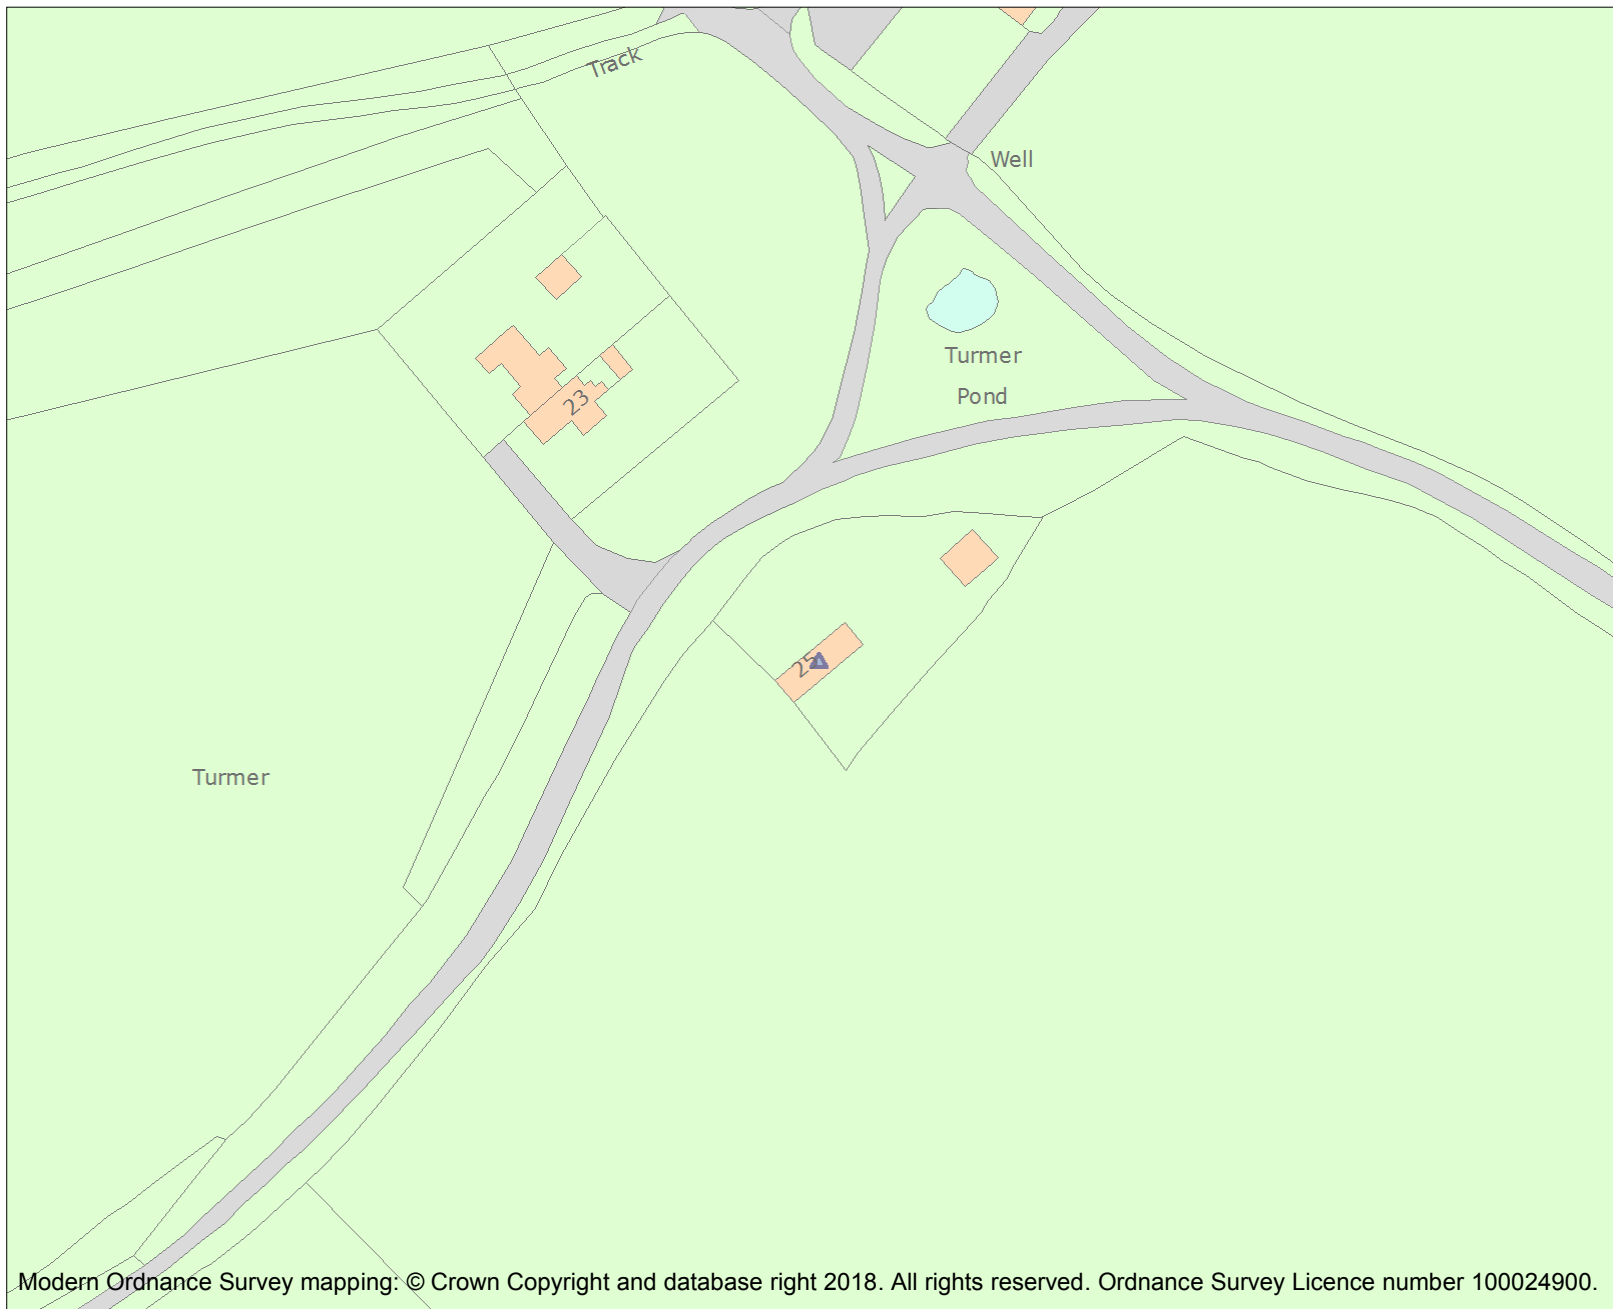 Track
Well
Turmer
Pond
23
25
Turmer
Modern Ordnance Survey mapping: © Crown Copyright and database right 2018. All rights reserved. Ordnance Survey Licence number 100024900.